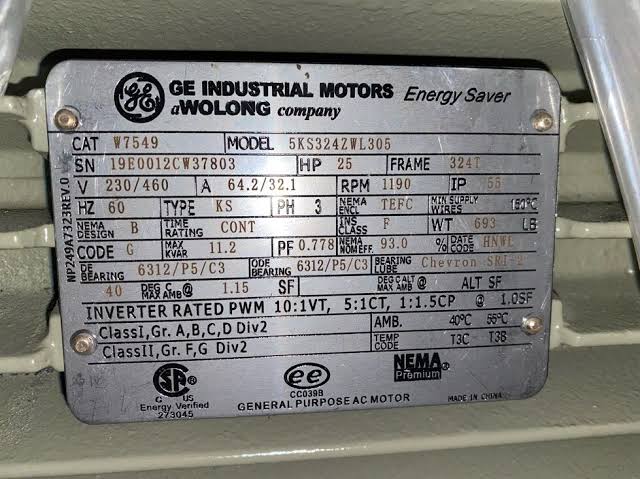 GE GE INDUSTRIAL MOTORS Energy Saver
a WOLONG company
CAT W7549 MODEL 5KS324ZWL305
SN 19E0012CW37803 HP 25 FRAME 324T
V 230/460 A 64.2/32.1 RPM 1190 IP 55
HZ 60 TYPE KS PH 3 NEMA ENCL TEFC MIN SUPPLY WIRES 150℃
NEMA DESIGN B TIME RATING CONT INS CLASS F WT 693 LB
CODE G MAX KVAR 11.2 PF 0.778 NEMA NOM EFF. 93.0 % DATE CODE HNWL
DE BEARING 6312/P5/C3 ODE BEARING 6312/P5/C3 BEARING LUBE Chevron SRI-2
40 DEG C MAX AMB @ 1.15 SF DEG C ALT MAX AMB @ ALT SF
INVERTER RATED PWM 10:1VT, 5:1CT, 1:1.5CP @ 1.0SF
ClassI,Gr. A,B,C,D Div2 AMB. 40℃ 55℃
ClassII,Gr. F,G Div2 TEMP CODE T3C T3B
NP249A7323REV.0
SA C US Energy Verified 273045
ee CC039B
GENERAL PURPOSE AC MOTOR
NEMA Premium ®
MADE IN CHINA